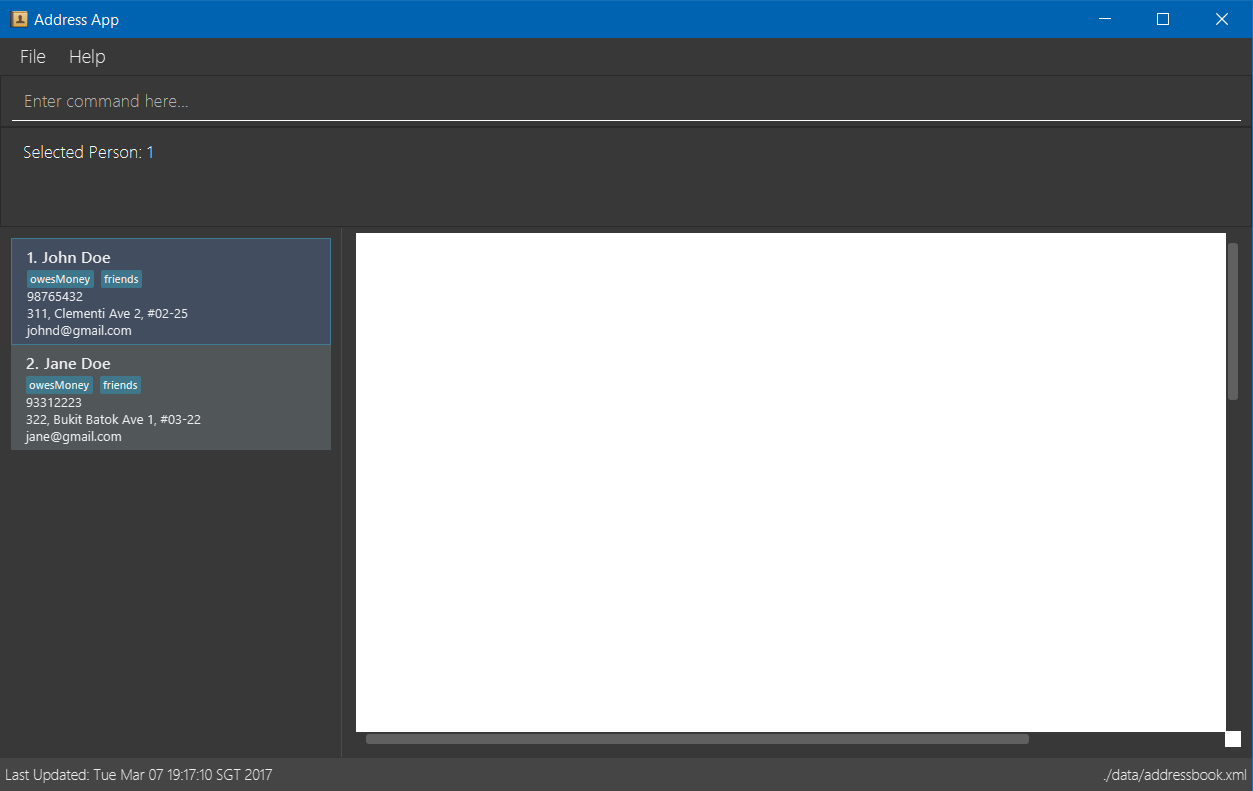 Address App
File Help
Enter command here...
Selected Person: 1
1. John Doe
owesMoney friends
98765432
311, Clementi Ave 2, #02-25
johnd@gmail.com
2. Jane Doe
owesMoney friends
93312223
322, Bukit Batok Ave 1, #03-22
jane@gmail.com
Last Updated: Tue Mar 07 19:17:10 SGT 2017
./data/addressbook.xml